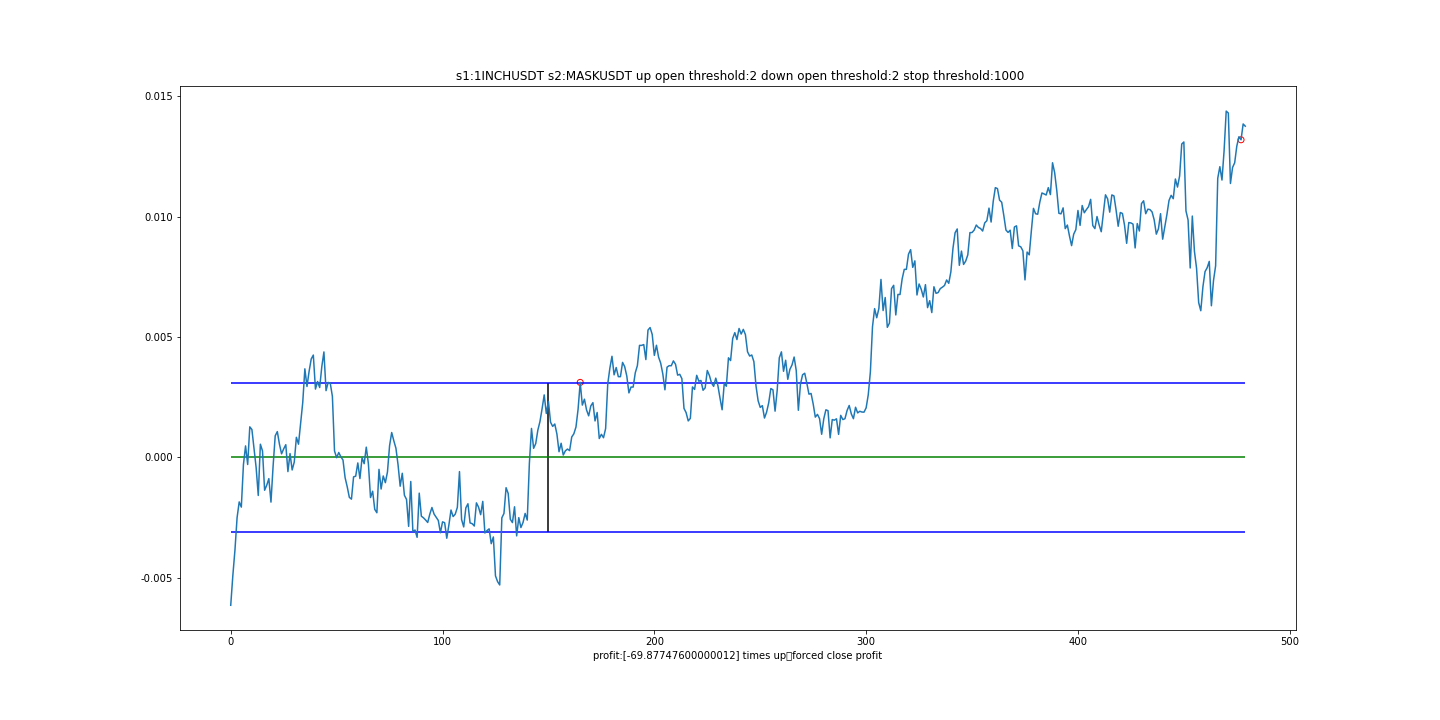 s1:1INCHUSDT s2:MASKUSDT up open threshold:2 down open threshold:2 stop threshold:1000
0.015
0.010
0.005
0.000
-0.005
0 100 200 300 400 500
profit:[-69.87747600000012] times up▯forced close profit